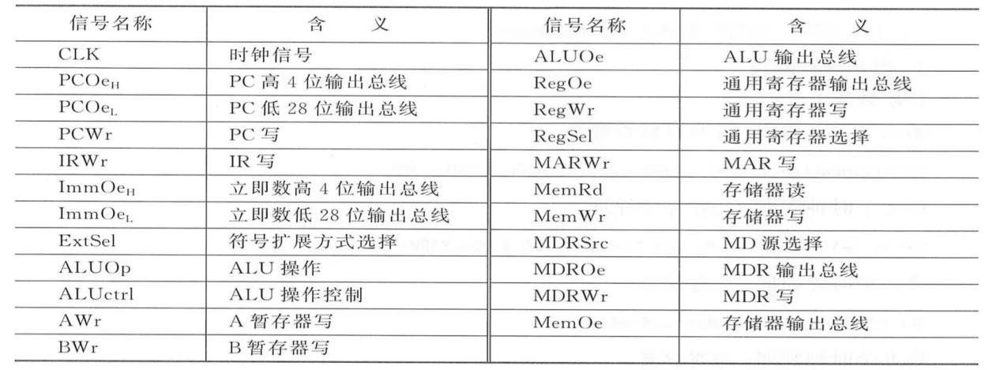 信号名称 含 义 信号名称 含 义
CLK 时钟信号 ALUOe ALU 输出总线
PCOeH PC 高 4 位输出总线 RegOe 通用寄存器输出总线
PCOeL PC 低 28 位输出总线 RegWr 通用寄存器写
PCWr PC 写 RegSel 通用寄存器选择
IRWr IR 写 MARWr MAR 写
ImmOeH 立即数高 4 位输出总线 MemRd 存储器读
ImmOeL 立即数低 28 位输出总线 MemWr 存储器写
ExtSel 符号扩展方式选择 MDRSrc MD 源选择
ALUOp ALU 操作 MDROe MDR 输出总线
ALUctrl ALU 操作控制 MDRWr MDR 写
AWr A 暂存器写 MemOe 存储器输出总线
BWr B 暂存器写